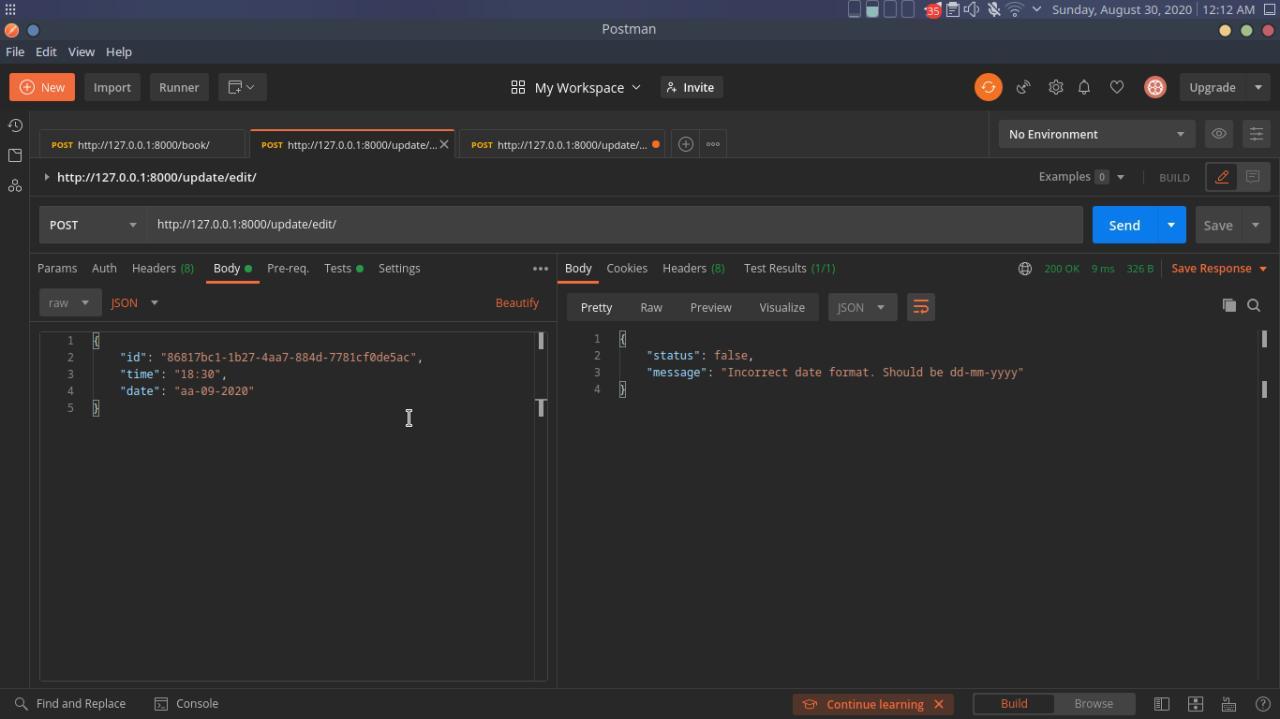 35 Sunday, August 30, 2020 | 12:12 AM
Postman
File Edit View Help
New Import Runner My Workspace Invite Upgrade
POST http://127.0.0.1:8000/book/ POST http://127.0.0.1:8000/update/... POST http://127.0.0.1:8000/update/... No Environment
http://127.0.0.1:8000/update/edit/ Examples 0 BUILD
POST http://127.0.0.1:8000/update/edit/ Send Save
Params Auth Headers (8) Body Pre-req. Tests Settings
raw JSON Beautify
1 {
2 "id": "86817bc1-1b27-4aa7-884d-7781cf0de5ac",
3 "time": "18:30",
4 "date": "aa-09-2020"
5 }
Body Cookies Headers (8) Test Results (1/1) 200 OK 9 ms 326 B Save Response
Pretty Raw Preview Visualize JSON
1 {
2 "status": false,
3 "message": "Incorrect date format. Should be dd-mm-yyyy"
4 }
Find and Replace Console Continue learning Build Browse